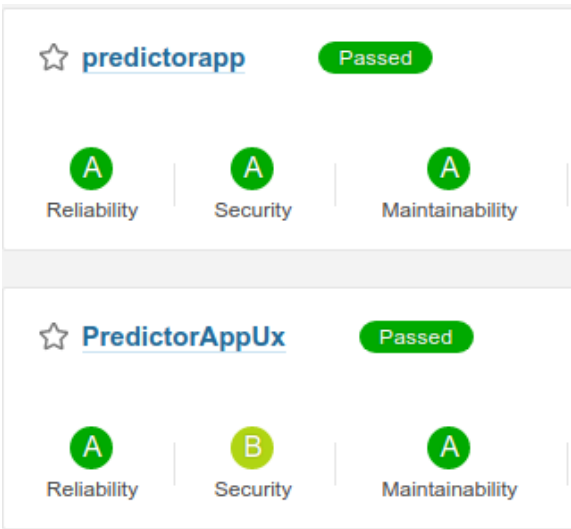 predictorapp Passed
A A A
Reliability Security Maintainability
PredictorAppUx Passed
A B A
Reliability Security Maintainability